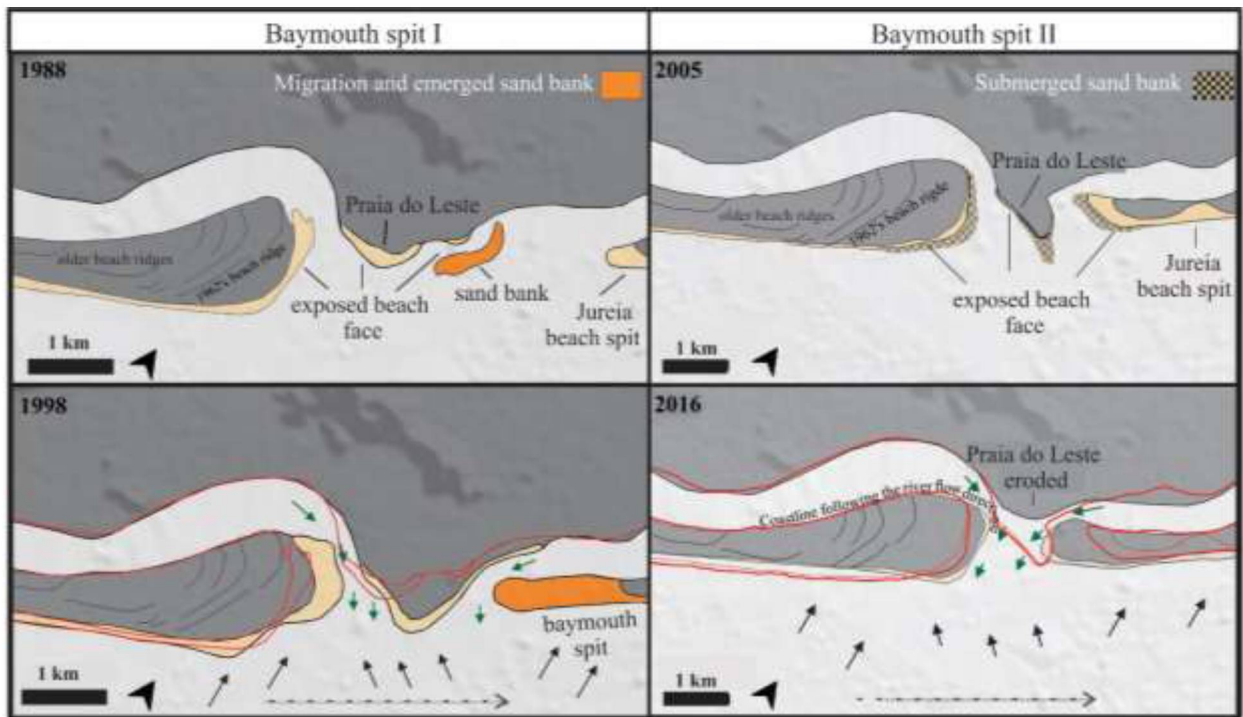 Baymouth spit I
1988
Migration and emerged sand bank
Praia do Leste
older beach ridges
1962's beach ridge
exposed beach
face
sand bank
Jureia
beach spit
1 km
1998
baymouth
spit
1 km
Baymouth spit II
2005
Submerged sand bank
Praia do Leste
older beach ridges
1962's beach rigde
exposed beach
face
Jureia
beach spit
1 km
2016
Praia do Leste
eroded
Coastline following the river flow direction
1 km